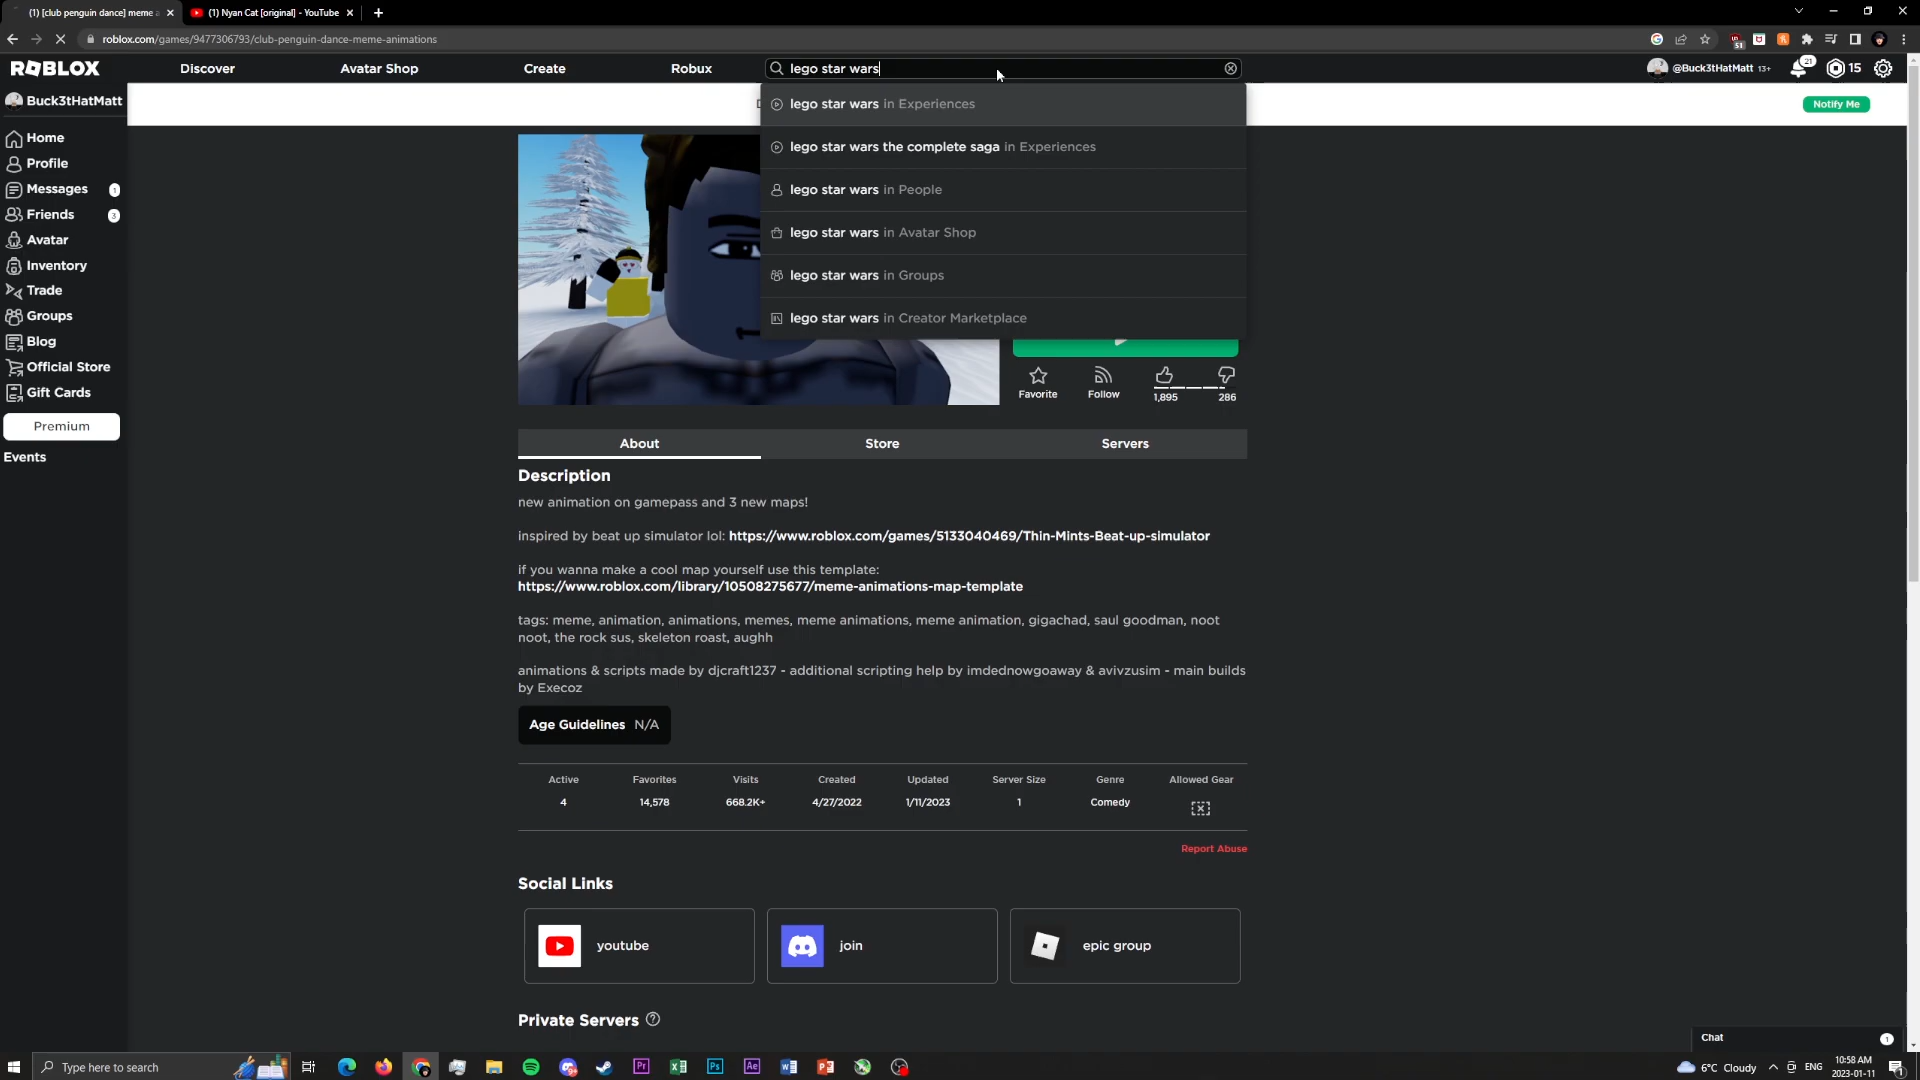 (1) [club penguin dance] meme a
(1) Nyan Cat [original] - YouTube
roblox.com/games/9477306793/club-penguin-dance-meme-animations
51
ROBLOX
Discover
Avatar Shop
Create
Robux
lego star wars
@Buck3tHatMatt 13+
21
15
Buck3tHatMatt
Notify Me
lego star wars in Experiences
lego star wars the complete saga in Experiences
lego star wars in People
lego star wars in Avatar Shop
lego star wars in Groups
lego star wars in Creator Marketplace
Home
Profile
Messages 1
Friends 3
Avatar
Inventory
Trade
Groups
Blog
Official Store
Gift Cards
Premium
Events
Favorite
Follow
1,895
286
About
Store
Servers
Description
new animation on gamepass and 3 new maps!
inspired by beat up simulator lol: https://www.roblox.com/games/5133040469/Thin-Mints-Beat-up-simulator
if you wanna make a cool map yourself use this template:
https://www.roblox.com/library/10508275677/meme-animations-map-template
tags: meme, animation, animations, memes, meme animations, meme animation, gigachad, saul goodman, noot
noot, the rock sus, skeleton roast, aughh
animations & scripts made by djcraft1237 - additional scripting help by imdednowgoaway & avivzusim - main builds
by Execoz
Age Guidelines N/A
Active
Favorites
Visits
Created
Updated
Server Size
Genre
Allowed Gear
4
14,578
668.2K+
4/27/2022
1/11/2023
1
Comedy
Report Abuse
Social Links
youtube
join
epic group
Private Servers
Chat
1
Type here to search
Pr
Ps
Ae
6°C Cloudy
ENG
10:58 AM
2023-01-11
1